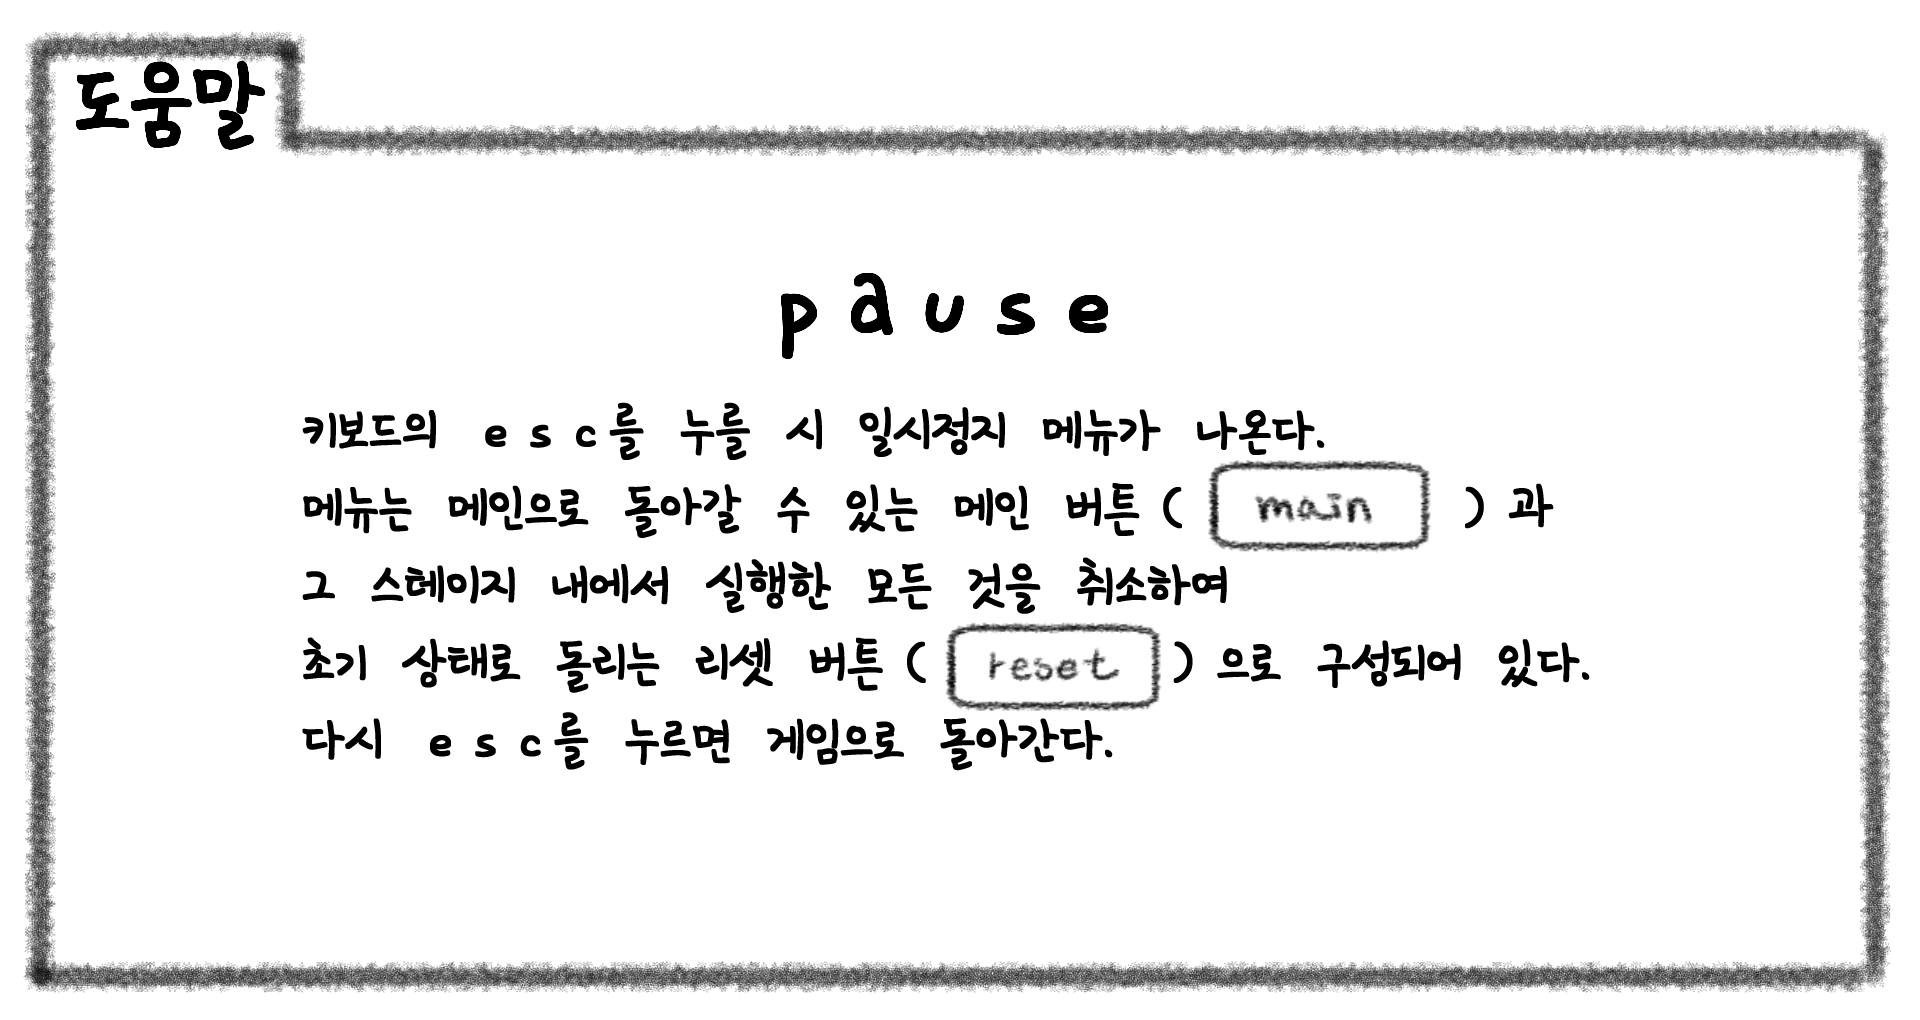 도움말
pause
키보드의 esc를 누를 시 일시정지 메뉴가 나온다.
메뉴는 메인으로 돌아갈 수 있는 메인 버튼( main )과
그 스테이지 내에서 실행한 모든 것을 취소하여
초기 상태로 돌리는 리셋 버튼( reset )으로 구성되어 있다.
다시 esc를 누르면 게임으로 돌아간다.